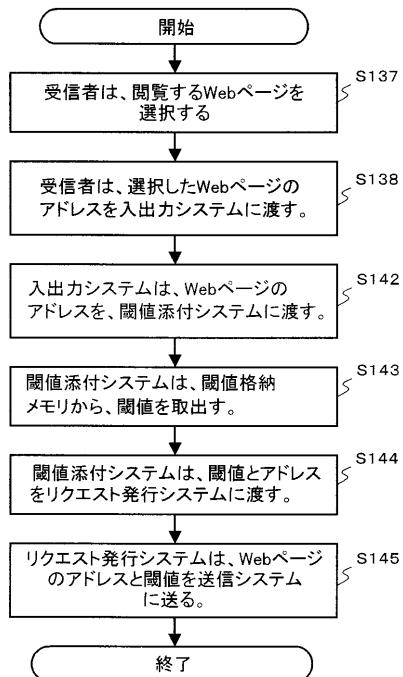 開始
受信者は、閲覧するWebページを
選択する
S137
受信者は、選択したWebページの
アドレスを入出力システムに渡す。
S138
入出力システムは、Webページの
アドレスを、閾値添付システムに渡す。
S142
閾値添付システムは、閾値格納
メモリから、閾値を取出す。
S143
閾値添付システムは、閾値とアドレス
をリクエスト発行システムに渡す。
S144
リクエスト発行システムは、Webページ
のアドレスと閾値を送信システム
に送る。
S145
終了